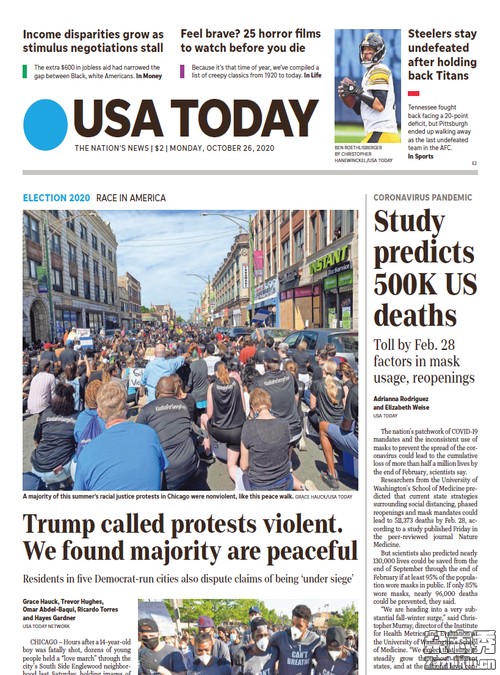 Income disparities grow as
stimulus negotiations stall
The extra $600 in jobless aid had narrowed the
gap between Black, white Americans. In Money
Feel brave? 25 horror films
to watch before you die
Because it's that time of year, we've compiled a
list of creepy classics from 1920 to today. In Life
BEN ROETHLISBERGER
BY CHRISTOPHER
HANEWINCKEL/USA TODAY
Steelers stay
undefeated
after holding
back Titans
Tennessee fought
back facing a 20-point
deficit, but Pittsburgh
ended up walking away
as the last undefeated
team in the AFC.
In Sports
USA TODAY
THE NATION'S NEWS | $2 | MONDAY, OCTOBER 26, 2020
E2
ELECTION 2020 RACE IN AMERICA
INSTANT
A majority of this summer's racial justice protests in Chicago were nonviolent, like this peace walk. GRACE HAUCK/USA TODAY
Trump called protests violent.
We found majority are peaceful
Residents in five Democrat-run cities also dispute claims of being 'under siege'
Grace Hauck, Trevor Hughes,
Omar Abdel-Baqui, Ricardo Torres
and Hayes Gardner
USA TODAY NETWORK
CHICAGO – Hours after a 14-year-old
boy was fatally shot, dozens of young
people held a "love march" through the
city's South Side Englewood neighbor-
hood last Saturday, holding images of
CORONAVIRUS PANDEMIC
Study
predicts
500K US
deaths
Toll by Feb. 28
factors in mask
usage, reopenings
Adrianna Rodriguez
and Elizabeth Weise
USA TODAY
The nation's patchwork of COVID-19
mandates and the inconsistent use of
masks to prevent the spread of the cor-
onavirus could lead to the cumulative
loss of more than half a million lives by
the end of February, scientists say.
Researchers from the University of
Washington's School of Medicine pre-
dicted that current state strategies
surrounding social distancing, phased
reopenings and mask mandates could
lead to 511,373 deaths by Feb. 28, ac-
cording to a study published Friday in
the peer-reviewed journal Nature
Medicine.
But scientists also predicted nearly
130,000 lives could be saved from the
end of September through the end of
February if at least 95% of the popula-
tion wore masks in public. If only 85%
wore masks, nearly 96,000 deaths
could be prevented, they said.
"We are heading into a very sub-
stantial fall-winter surge," said Chris-
topher Murray, director of the Institute
for Health Metrics and Evaluation at
the University of Washington's School
of Medicine. "We
steadily grow throughout different
states, and at the